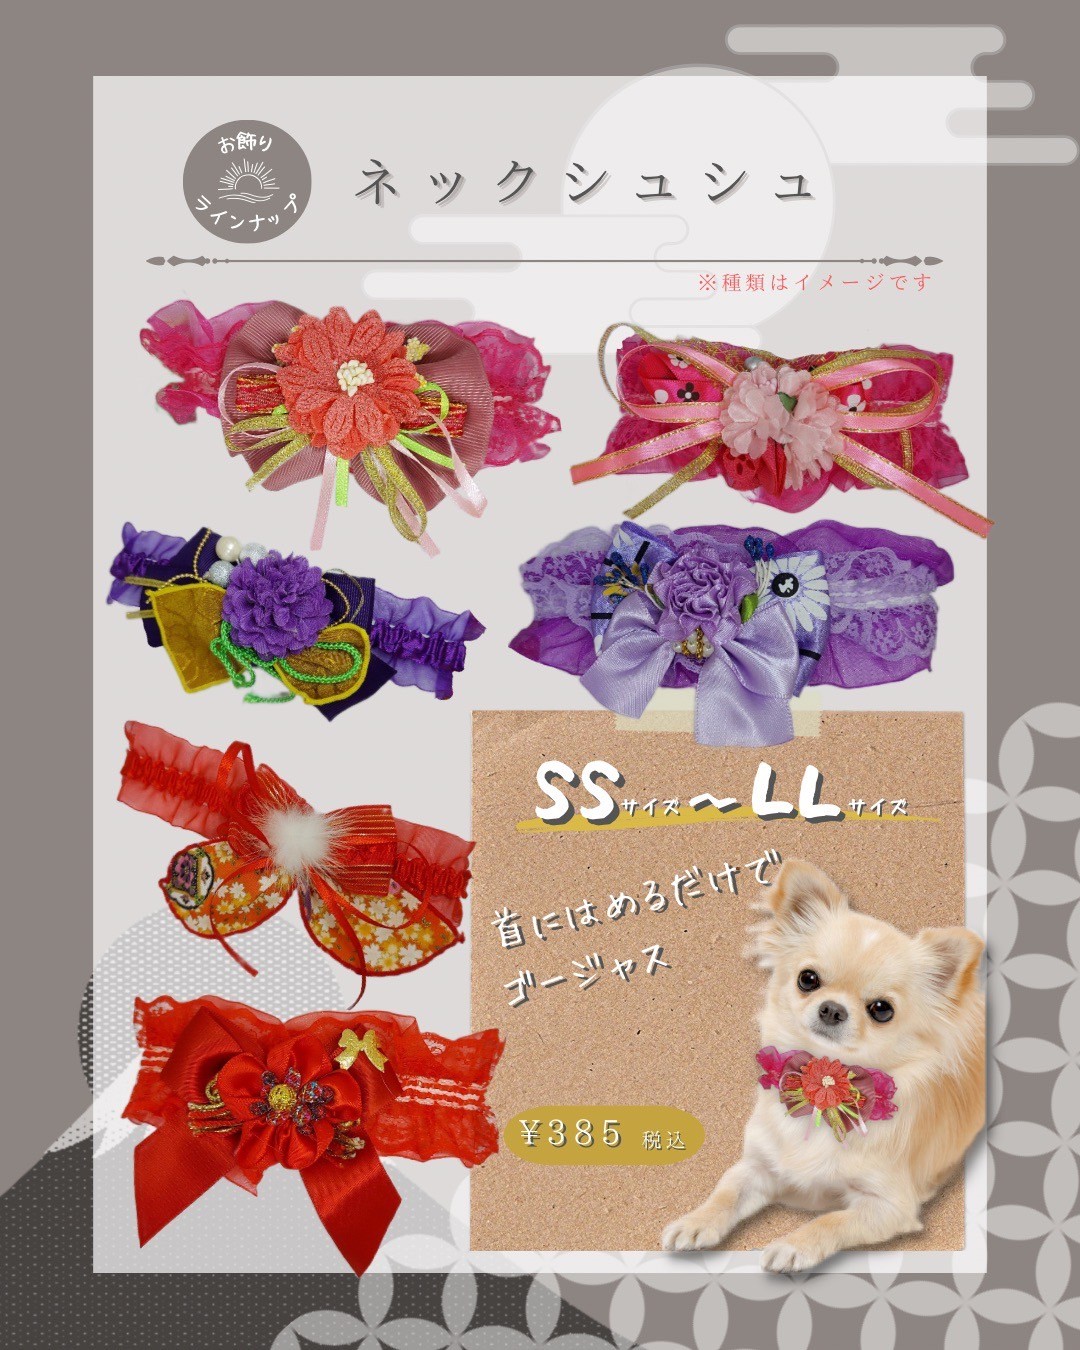 お飾り
ラインナップ
ネックシュシュ
※種類はイメージです
SSサイズ～LLサイズ
首にはめるだけで
ゴージャス
¥385 税込